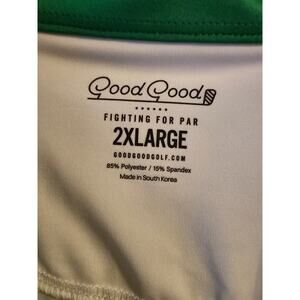 Good Good
FIGHTING FOR PAR
2XLARGE
GOODGOODGOLF.COM
85% Polyester / 15% Spandex
Made in South Korea